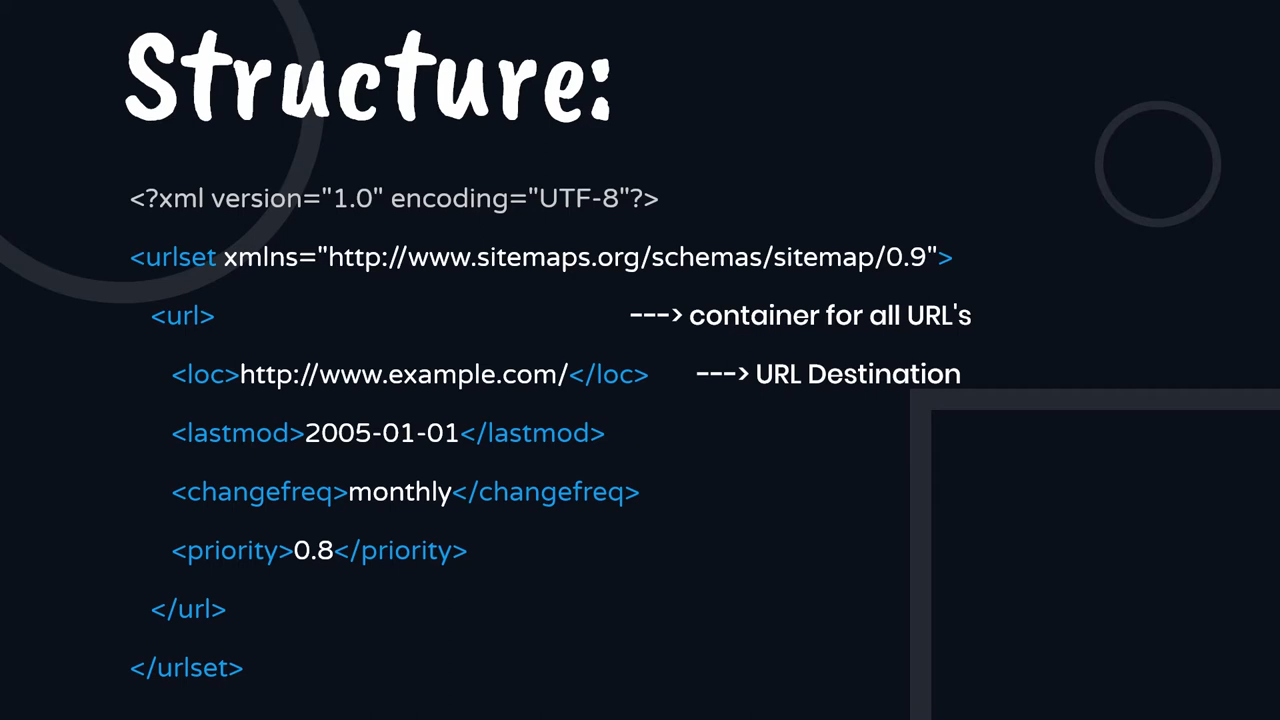 Structure:
<?xml version="1.0" encoding="UTF-8"?>
<urlset xmlns="http://www.sitemaps.org/schemas/sitemap/0.9">
<url> ---> container for all URL's
<loc>http://www.example.com/</loc> ---> URL Destination
<lastmod>2005-01-01</lastmod>
<changefreq>monthly</changefreq>
<priority>0.8</priority>
</url>
</urlset>